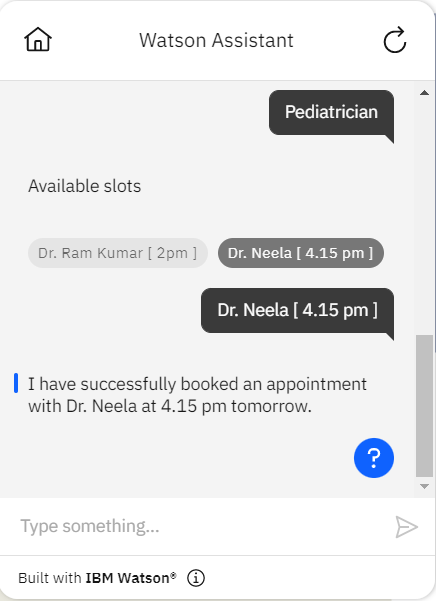 Watson Assistant
Pediatrician
Available slots
Dr. Ram Kumar [ 2pm ]
Dr. Neela [ 4.15 pm ]
Dr. Neela [ 4.15 pm ]
I have successfully booked an appointment
with Dr. Neela at 4.15 pm tomorrow.
?
Type something...
Built with IBM Watson®